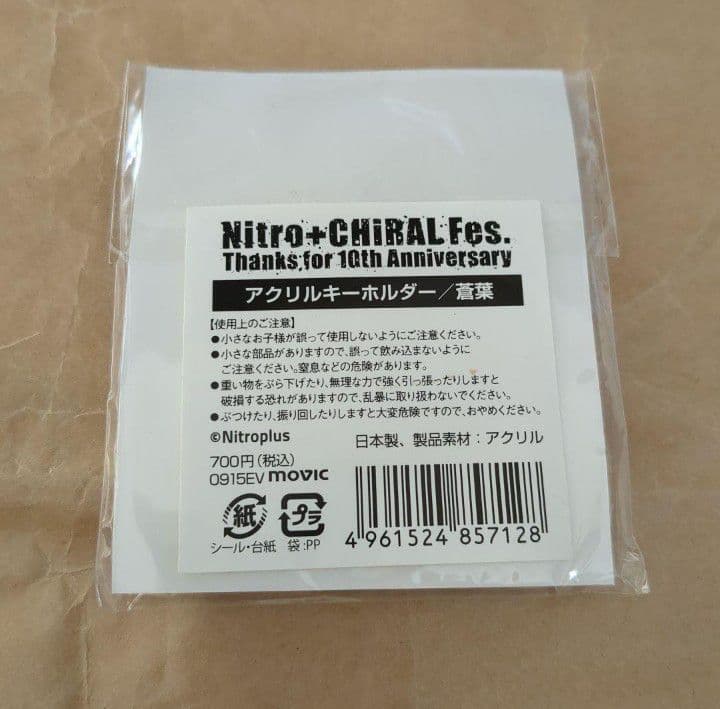 Nitro+CHiRAL Fes.
Thanks for 10th Anniversary
アクリルキーホルダー／蒼葉
【使用上のご注意】
●小さなお子様が誤って使用しないようにご注意ください。
●小さな部品がありますので、誤って飲み込まないように
ご注意ください。窒息などの危険があります。
●重い物をぶら下げたり、無理な力で強く引っ張ったりしますと
破損する恐れがありますので、乱暴に取り扱わないでください。
●ぶつけたり、振り回したりしますと大変危険ですので、おやめください。
©Nitroplus
日本製、製品素材：アクリル
700円（税込）
0915EV movic
紙
プラ
シール・台紙 袋:PP
4 961524 857128